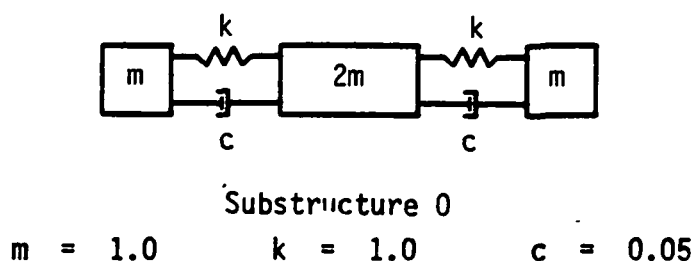 k k
m 2m m
c c
Substructure 0
m = 1.0 k = 1.0 c = 0.05